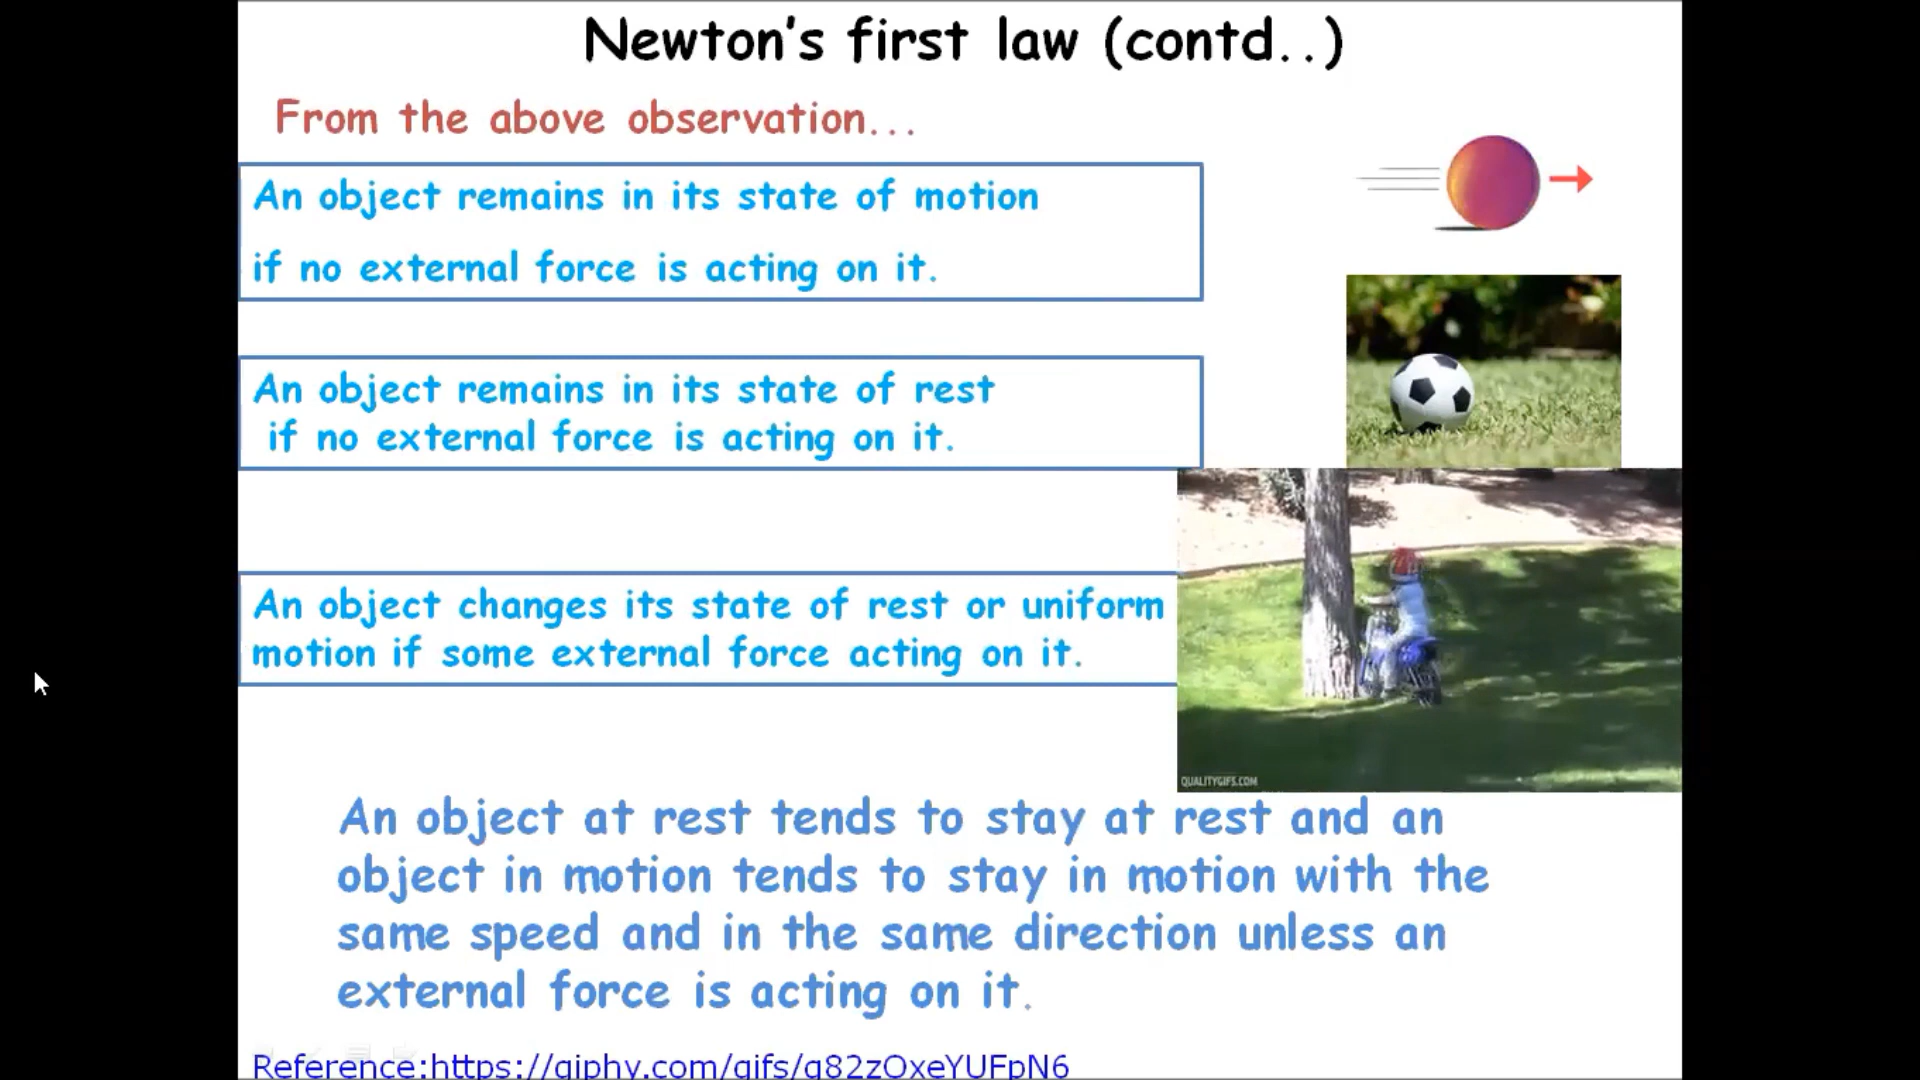 Newton's first law (contd..)
From the above observation...
An object remains in its state of motion
if no external force is acting on it.
An object remains in its state of rest
if no external force is acting on it.
An object changes its state of rest or uniform
motion if some external force acting on it.
QUALITYGIFS.COM
An object at rest tends to stay at rest and an
object in motion tends to stay in motion with the
same speed and in the same direction unless an
external force is acting on it.
Reference:https://giphy.com/gifs/g82zOxeYUFpN6